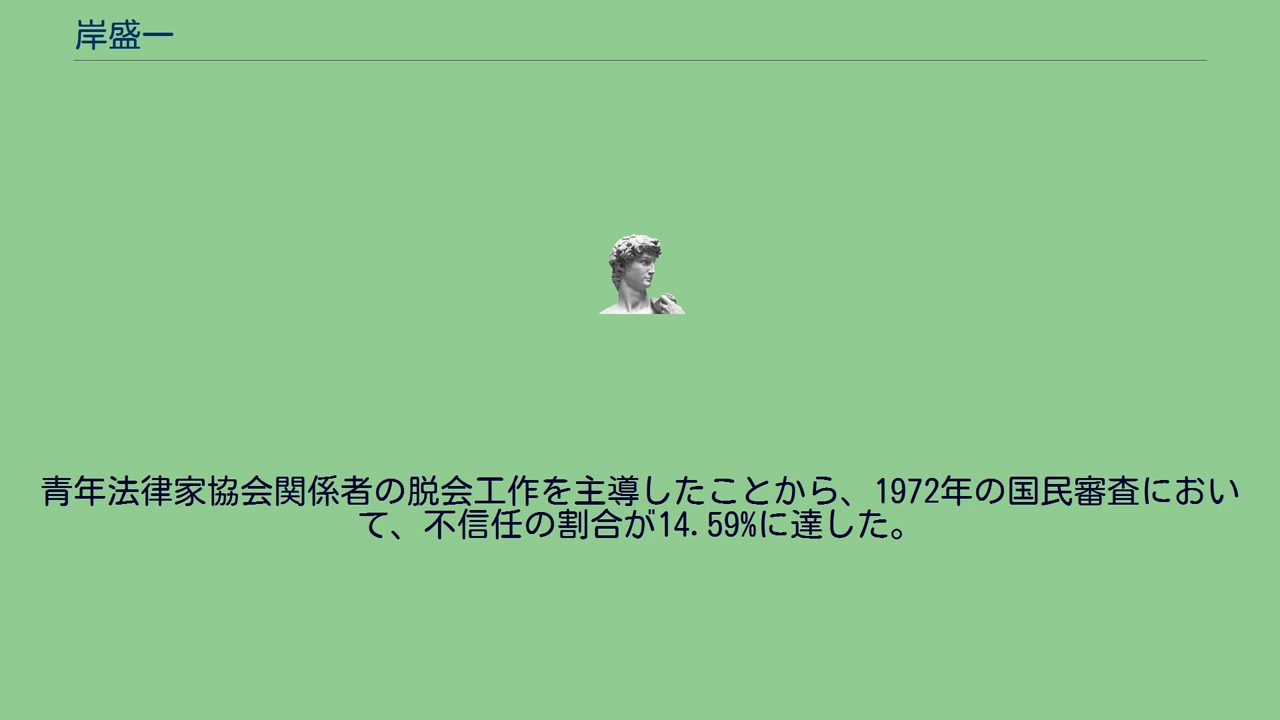 岸盛一
青年法律家協会関係者の脱会工作を主導したことから、1972年の国民審査におい
て、不信任の割合が14.59%に達した。